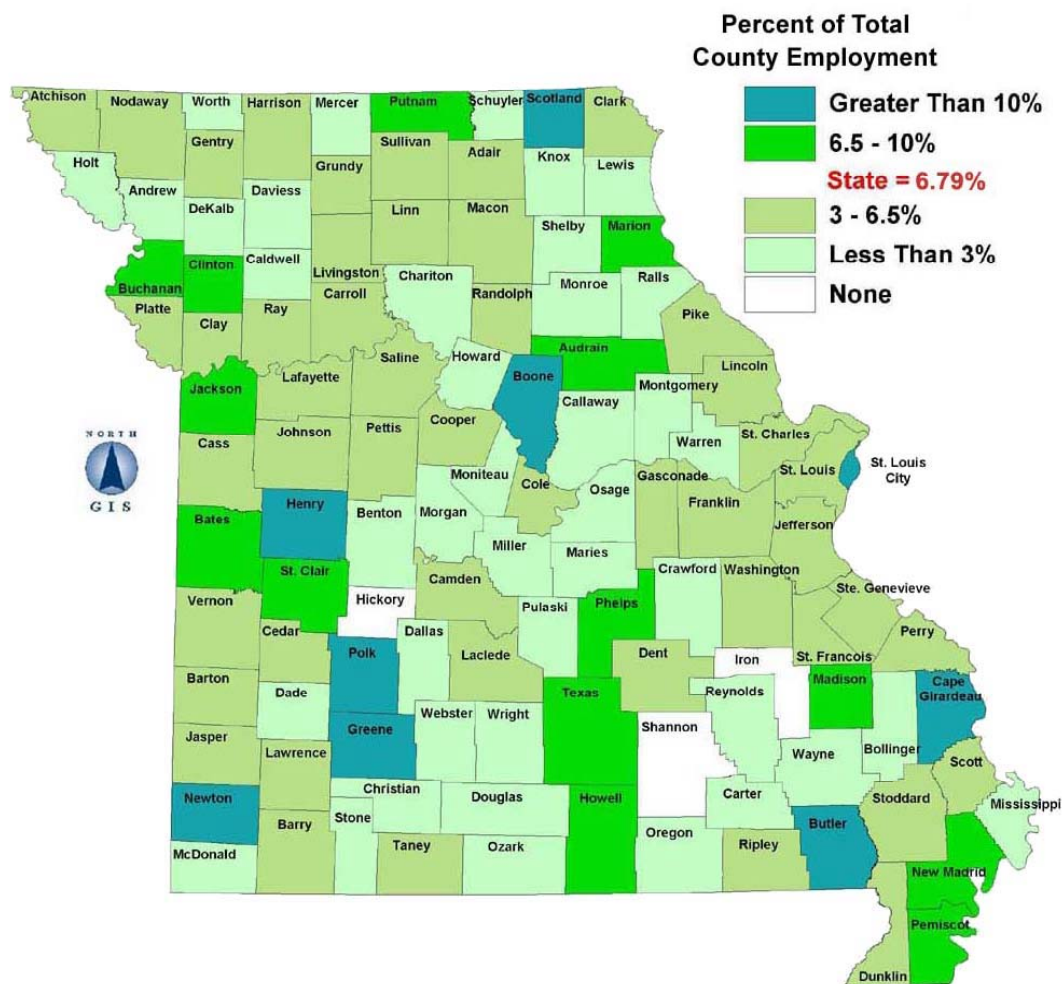 Percent of Total
County Employment
Greater Than 10%
6.5 - 10%
State = 6.79%
3 - 6.5%
Less Than 3%
None
Atchison
Nodaway
Worth
Harrison
Mercer
Putnam
Schuyler
Scotland
Clark
Gentry
Sullivan
Adair
Holt
Andrew
DeKalb
Daviess
Grundy
Knox
Lewis
Linn
Macon
Shelby
Marion
Buchanan
Clinton
Caldwell
Livingston
Chariton
Randolph
Monroe
Ralls
Platte
Clay
Ray
Carroll
Pike
Saline
Howard
Boone
Audrain
Lincoln
Jackson
Lafayette
Montgomery
Callaway
Cooper
Warren
St. Charles
Cass
Johnson
Pettis
St. Louis
St. Louis
City
NORTH
GIS
Moniteau
Cole
Osage
Gasconade
Franklin
Jefferson
Bates
Henry
Benton
Morgan
Miller
Maries
St. Clair
Camden
Crawford
Washington
Ste. Genevieve
Vernon
Hickory
Pulaski
Phelps
Cedar
Dallas
Laclede
Dent
Iron
St. Francois
Perry
Polk
Barton
Dade
Texas
Reynolds
Madison
Cape
Girardeau
Greene
Webster
Wright
Shannon
Jasper
Lawrence
Wayne
Bollinger
Scott
Newton
Christian
Douglas
Howell
Carter
Stoddard
Mississippi
Stone
Barry
Taney
Ozark
Oregon
Ripley
Butler
McDonald
New Madrid
Pemiscot
Dunklin